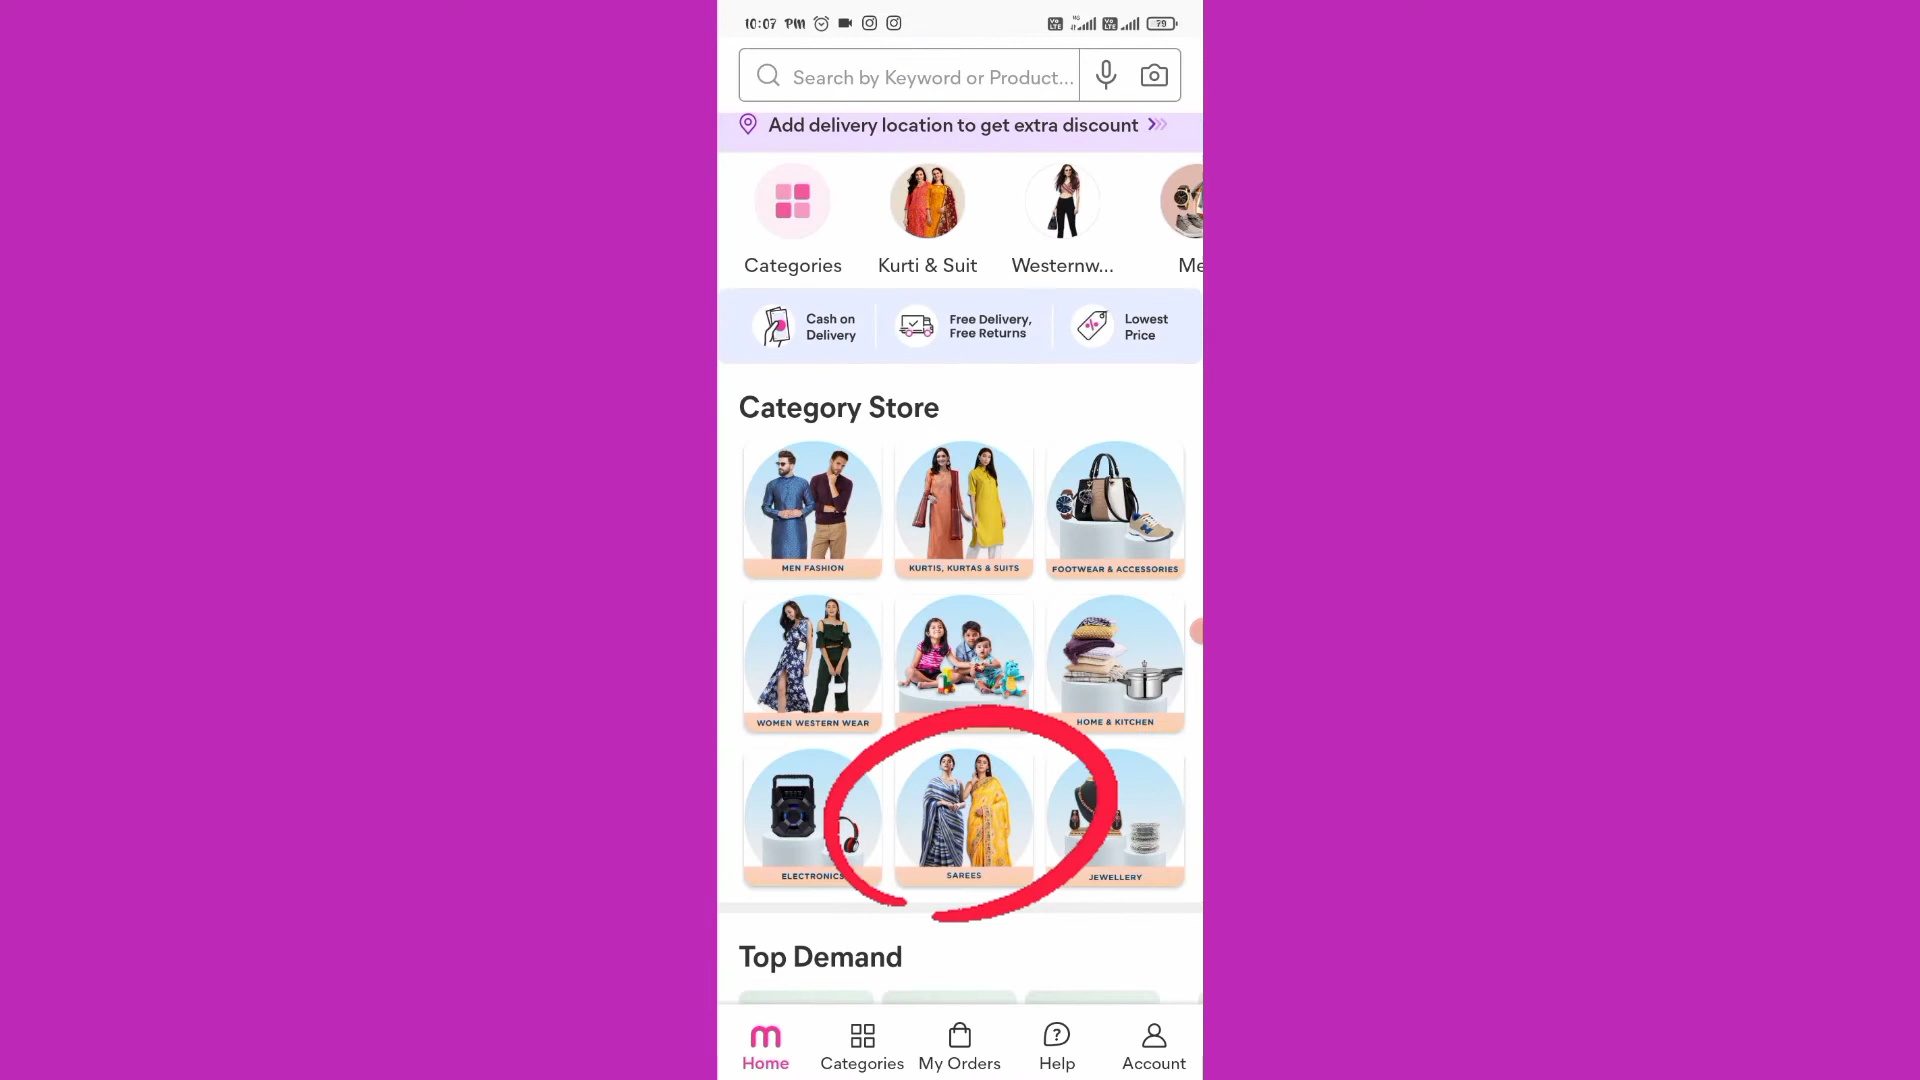 10:07 PM
79
Search by Keyword or Product...
Add delivery location to get extra discount
Categories
Kurti & Suit
Westernw...
Me
Cash on
Delivery
Free Delivery,
Free Returns
Lowest
Price
Category Store
MEN FASHION
KURTIS, KURTAS & SUITS
FOOTWEAR & ACCESSORIES
WOMEN WESTERN WEAR
HOME & KITCHEN
ELECTRONICS
SAREES
JEWELLERY
Top Demand
Home
Categories
My Orders
Help
Account